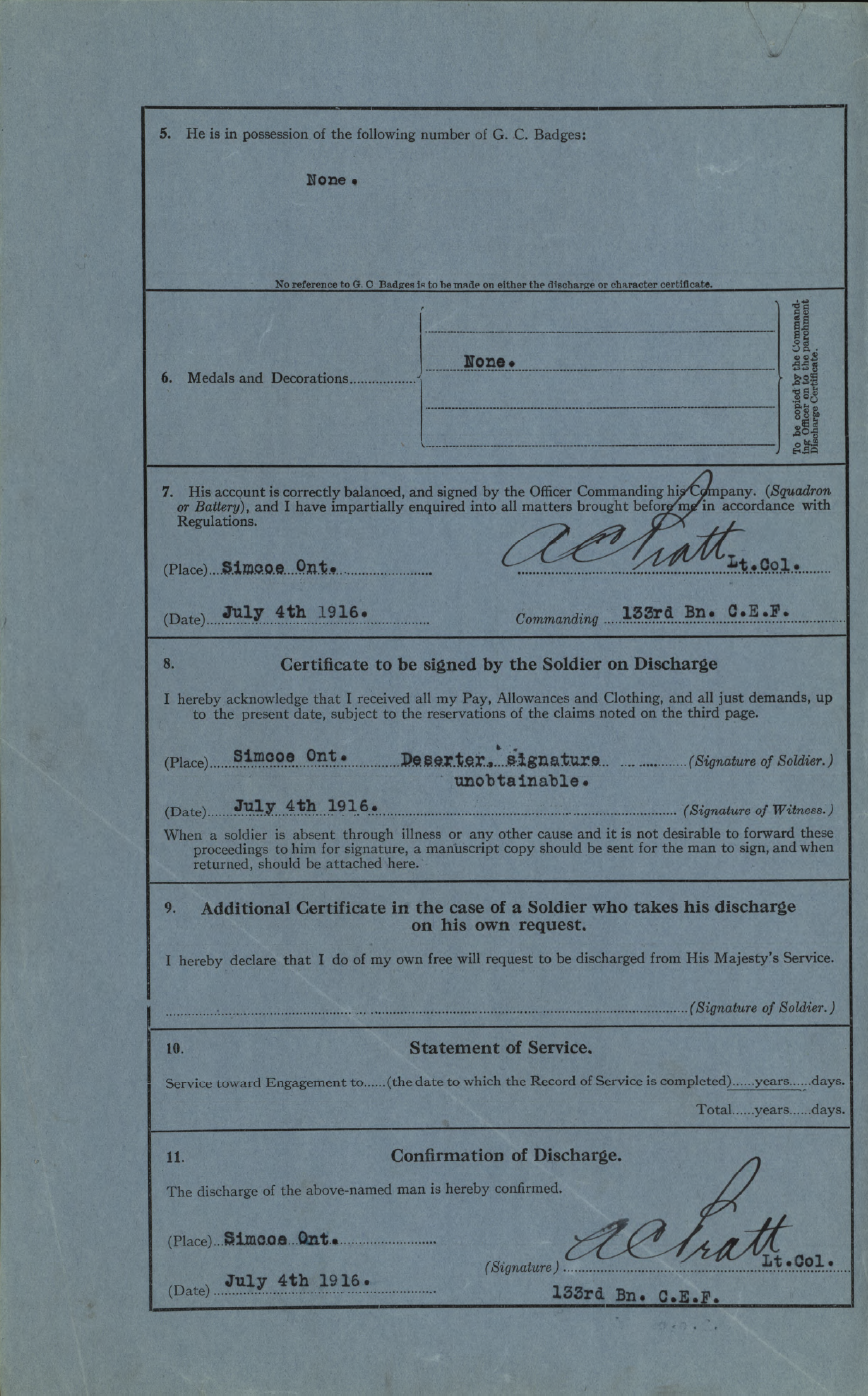 5. He is in possession of the following number of G. C. Badges:
None.
No reference to G. C Badges is to be made on either the discharge or character certificate.
6. Medals and Decorations..................
None.
To be copied by the Command-
ing Officer on to the parchment
Discharge Certificate.
7. His account is correctly balanced, and signed by the Officer Commanding his Company. (Squadron
or Battery), and I have impartially enquired into all matters brought before me in accordance with
Regulations.
A C Pratt
(Place) Simcoe Ont. Lt.Col.
(Date) July 4th 1916. Commanding 133rd Bn. C.E.F.
8. Certificate to be signed by the Soldier on Discharge
I hereby acknowledge that I received all my Pay, Allowances and Clothing, and all just demands, up
to the present date, subject to the reservations of the claims noted on the third page.
(Place) Simcoe Ont. Deserter, signature (Signature of Soldier.)
unobtainable.
(Date) July 4th 1916. (Signature of Witness.)
When a soldier is absent through illness or any other cause and it is not desirable to forward these
proceedings to him for signature, a manuscript copy should be sent for the man to sign, and when
returned, should be attached here.
9. Additional Certificate in the case of a Soldier who takes his discharge
on his own request.
I hereby declare that I do of my own free will request to be discharged from His Majesty's Service.
(Signature of Soldier.)
10. Statement of Service.
Service toward Engagement to......(the date to which the Record of Service is completed)......years......days.
Total......years......days.
11. Confirmation of Discharge.
The discharge of the above-named man is hereby confirmed.
(Place) Simcoe Ont.
A C Pratt
(Signature) Lt.Col.
(Date) July 4th 1916.
133rd Bn. C.E.F.